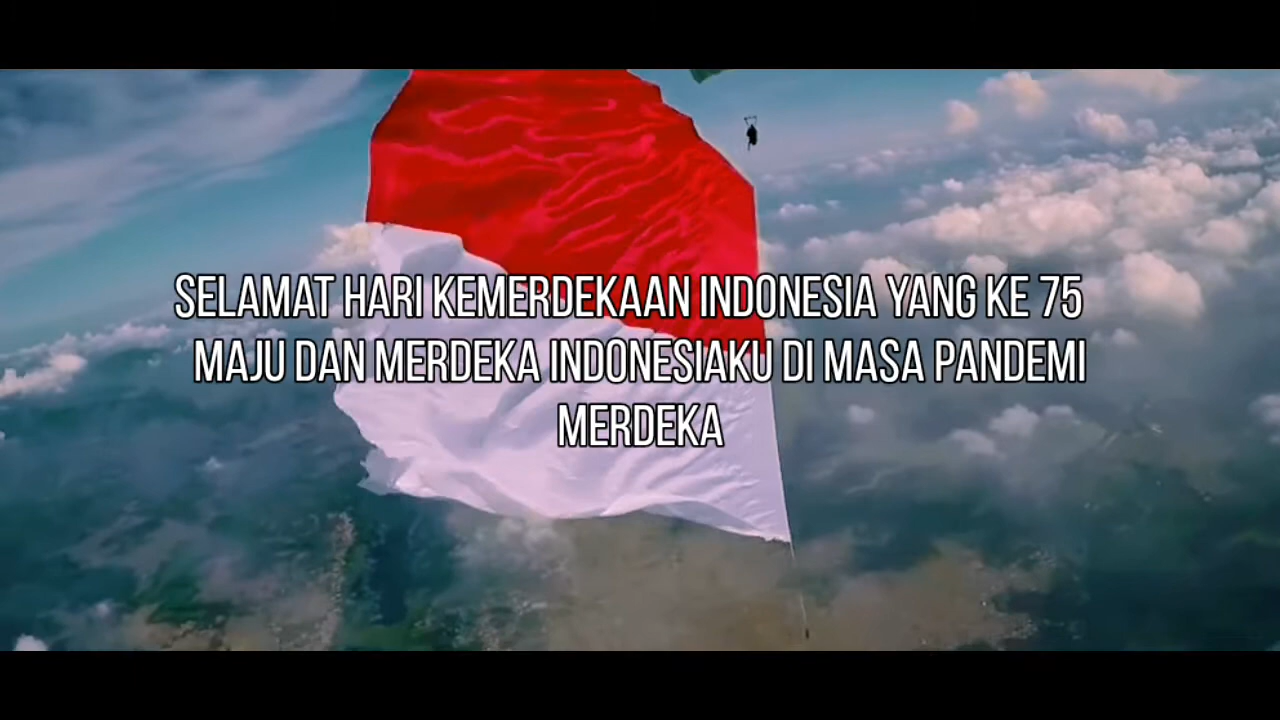 SELAMAT HARI KEMERDEKAAN INDONESIA YANG KE 75
MAJU DAN MERDEKA INDONESIAKU DI MASA PANDEMI
MERDEKA